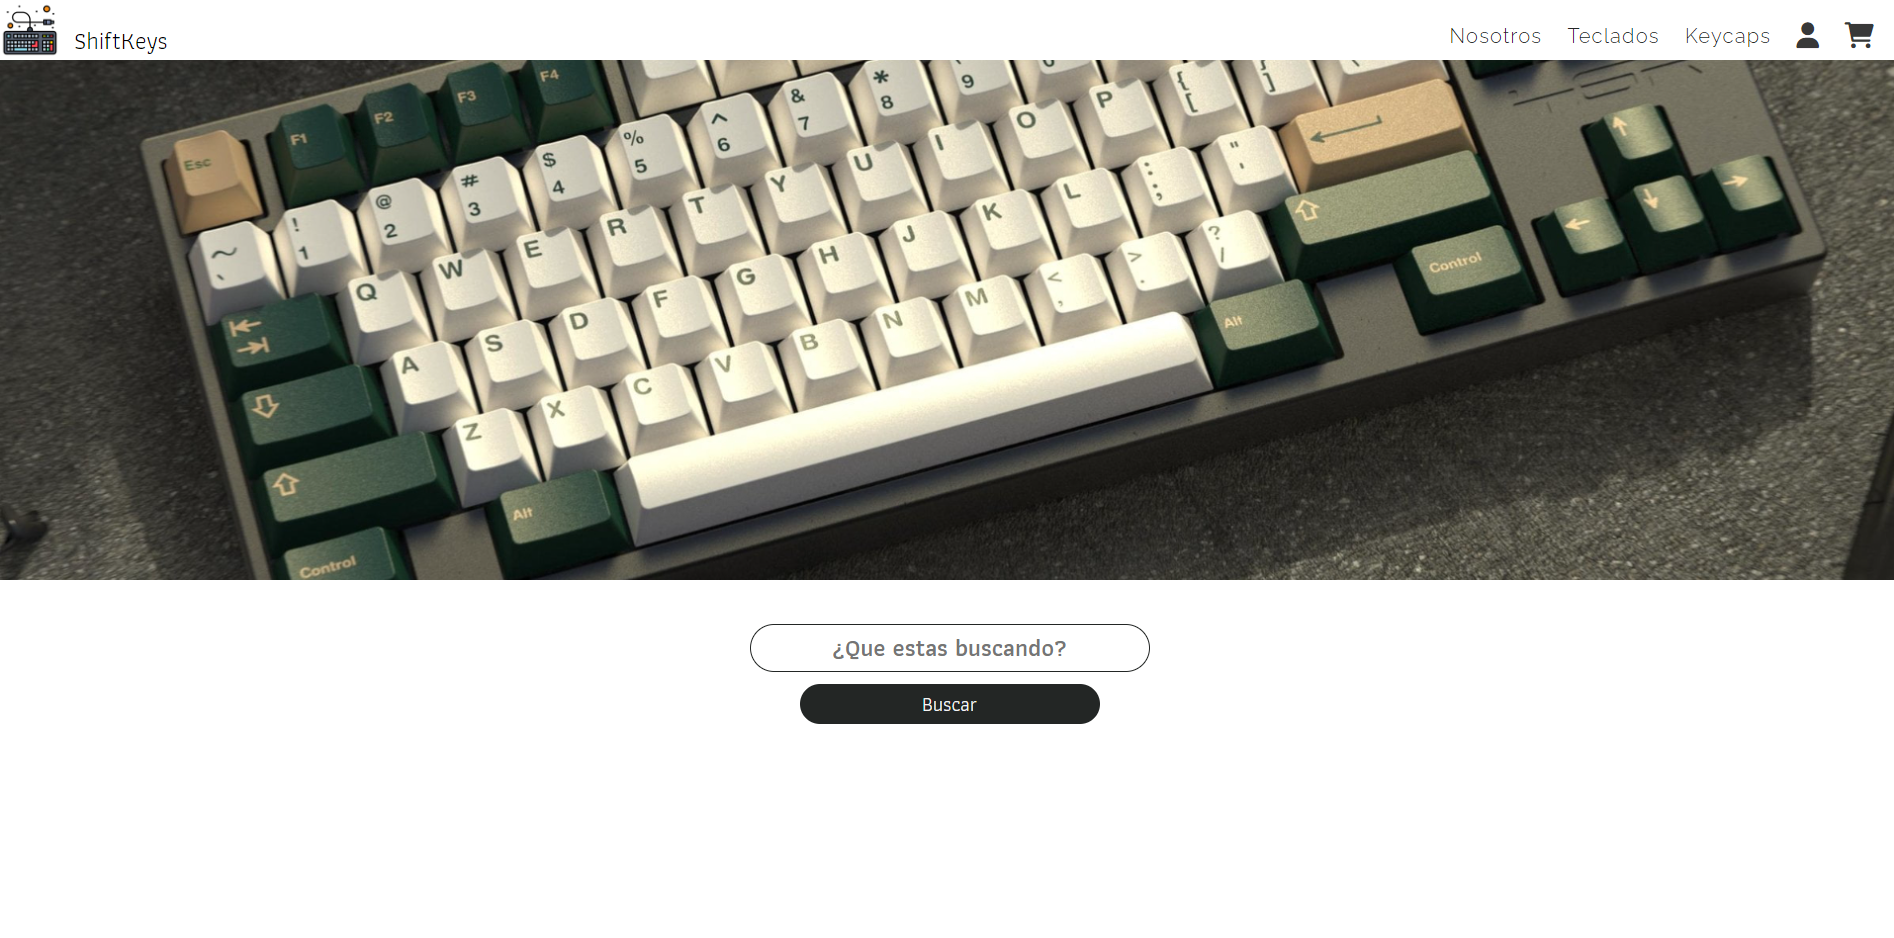 ShiftKeys
Nosotros Teclados Keycaps
Esc F1 F2 F3 F4
~ ` ! 1 @ 2 # 3 $ 4 % 5 ^ 6 & 7 * 8 9
Q W E R T Y U I O P { [ } ]
A S D F G H J K L : ; " '
Z X C V B N M < , > . ? /
Control Alt Alt Control
¿Que estas buscando?
Buscar